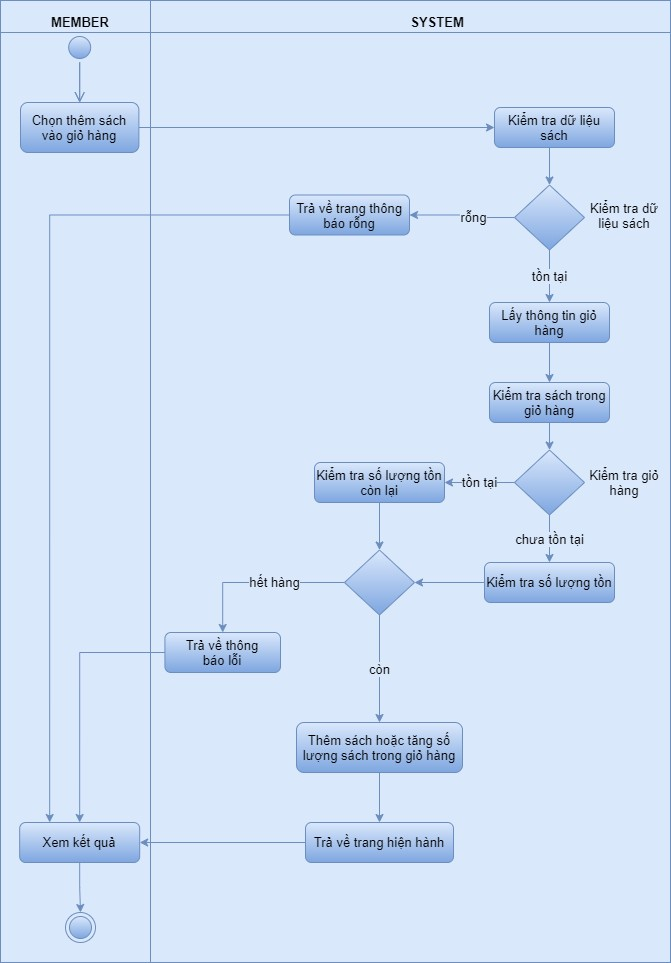 MEMBER
SYSTEM
Chọn thêm sách
vào giỏ hàng
Kiểm tra dữ liệu
sách
Kiểm tra dữ
liệu sách
rỗng
Trả về trang thông
báo rỗng
tồn tại
Lấy thông tin giỏ
hàng
Kiểm tra sách trong
giỏ hàng
Kiểm tra giỏ
hàng
tồn tại
Kiểm tra số lượng tồn
còn lại
chưa tồn tại
Kiểm tra số lượng tồn
hết hàng
Trả về thông
báo lỗi
còn
Thêm sách hoặc tăng số
lượng sách trong giỏ hàng
Trả về trang hiện hành
Xem kết quả